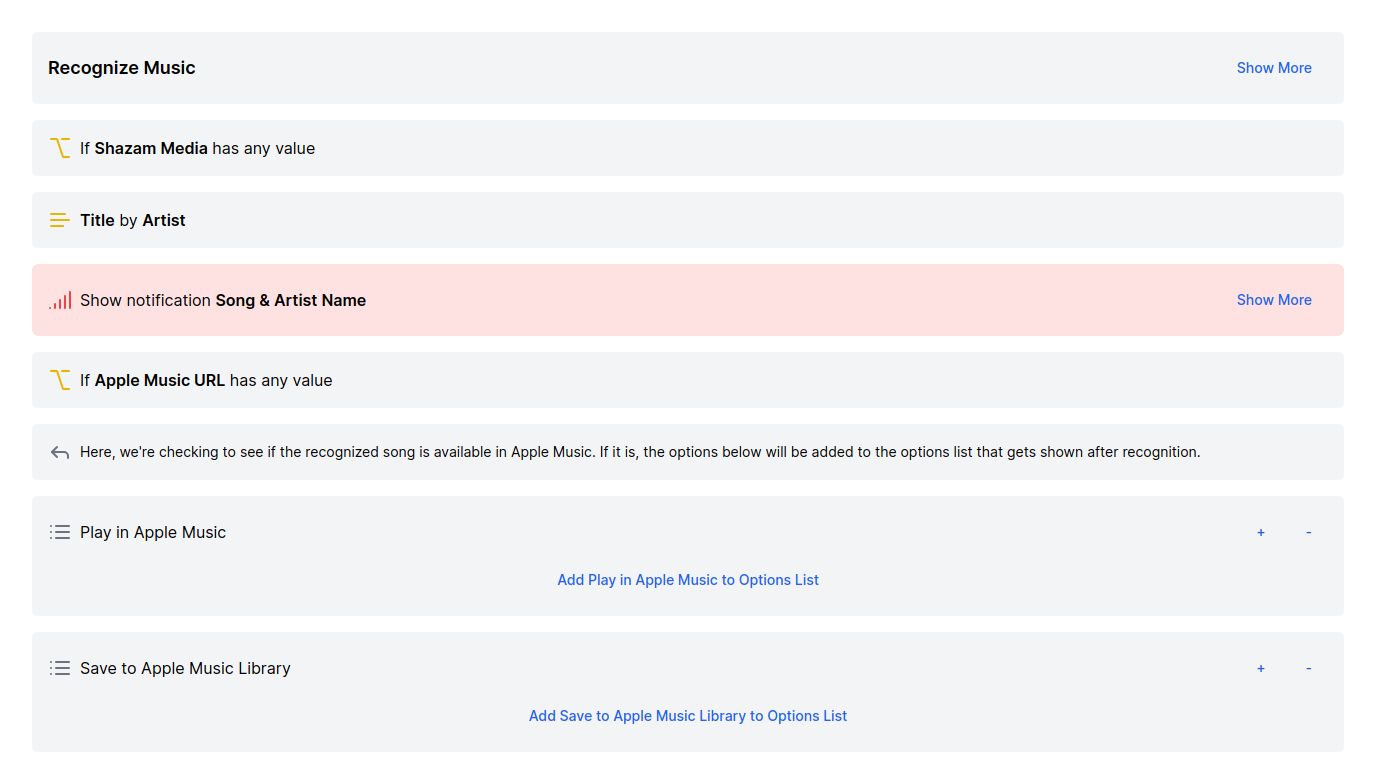 Recognize Music Show More
If Shazam Media has any value
Title by Artist
Show notification Song & Artist Name Show More
If Apple Music URL has any value
Here, we're checking to see if the recognized song is available in Apple Music. If it is, the options below will be added to the options list that gets shown after recognition.
Play in Apple Music + -
Add Play in Apple Music to Options List
Save to Apple Music Library + -
Add Save to Apple Music Library to Options List